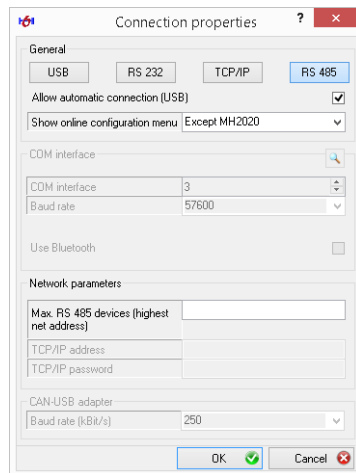 Connection properties ? ×
General
USB RS 232 TCP/IP RS 485
Allow automatic connection (USB)
Show online configuration menu Except MH2020
COM interface
COM interface 3
Baud rate 57600
Use Bluetooth
Network parameters
Max. RS 485 devices (highest
net address)
TCP/IP address
TCP/IP password
CAN-USB adapter
Baud rate (kBit/s) 250
OK Cancel